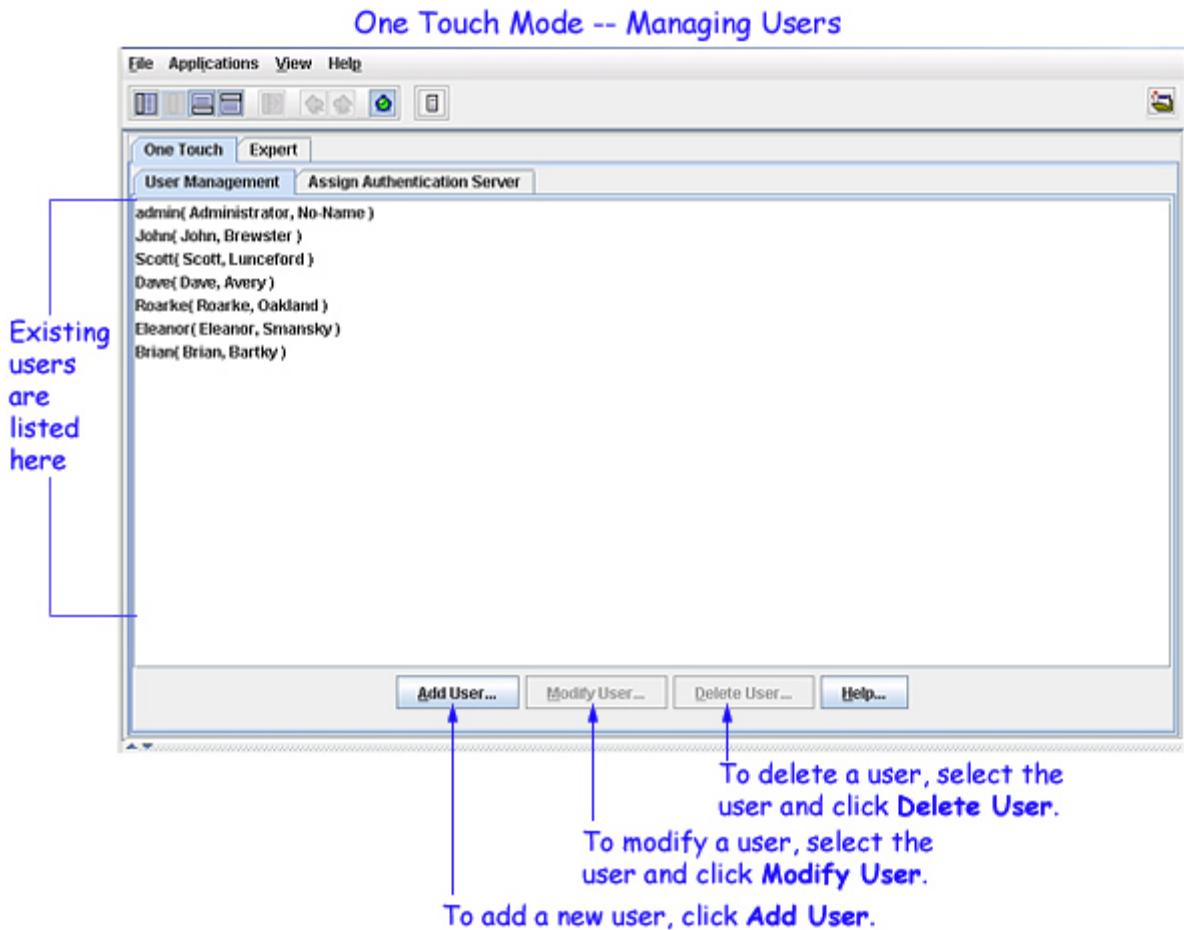 One Touch Mode -- Managing Users
File Applications View Help
One Touch Expert
User Management Assign Authentication Server
admin( Administrator, No-Name )
John( John, Brewster )
Scott( Scott, Lunceford )
Dave( Dave, Avery )
Roarke( Roarke, Oakland )
Eleanor( Eleanor, Smansky )
Brian( Brian, Bartky )
Existing
users
are
listed
here
Add User... Modify User... Delete User... Help...
To delete a user, select the
user and click Delete User.
To modify a user, select the
user and click Modify User.
To add a new user, click Add User.